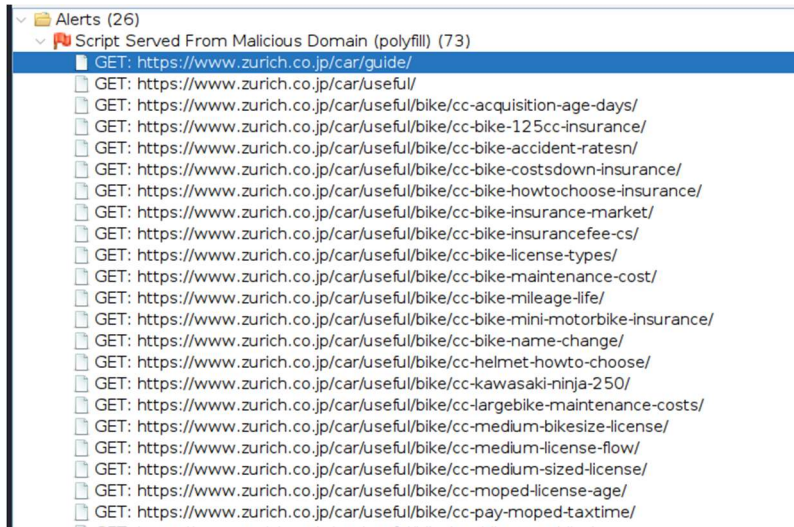 Alerts (26)
Script Served From Malicious Domain (polyfill) (73)
GET: https://www.zurich.co.jp/car/guide/
GET: https://www.zurich.co.jp/car/useful/
GET: https://www.zurich.co.jp/car/useful/bike/cc-acquisition-age-days/
GET: https://www.zurich.co.jp/car/useful/bike/cc-bike-125cc-insurance/
GET: https://www.zurich.co.jp/car/useful/bike/cc-bike-accident-ratesn/
GET: https://www.zurich.co.jp/car/useful/bike/cc-bike-costsdown-insurance/
GET: https://www.zurich.co.jp/car/useful/bike/cc-bike-howtochoose-insurance/
GET: https://www.zurich.co.jp/car/useful/bike/cc-bike-insurance-market/
GET: https://www.zurich.co.jp/car/useful/bike/cc-bike-insurancefee-cs/
GET: https://www.zurich.co.jp/car/useful/bike/cc-bike-license-types/
GET: https://www.zurich.co.jp/car/useful/bike/cc-bike-maintenance-cost/
GET: https://www.zurich.co.jp/car/useful/bike/cc-bike-mileage-life/
GET: https://www.zurich.co.jp/car/useful/bike/cc-bike-mini-motorbike-insurance/
GET: https://www.zurich.co.jp/car/useful/bike/cc-bike-name-change/
GET: https://www.zurich.co.jp/car/useful/bike/cc-helmet-howto-choose/
GET: https://www.zurich.co.jp/car/useful/bike/cc-kawasaki-ninja-250/
GET: https://www.zurich.co.jp/car/useful/bike/cc-largebike-maintenance-costs/
GET: https://www.zurich.co.jp/car/useful/bike/cc-medium-bikesize-license/
GET: https://www.zurich.co.jp/car/useful/bike/cc-medium-license-flow/
GET: https://www.zurich.co.jp/car/useful/bike/cc-medium-sized-license/
GET: https://www.zurich.co.jp/car/useful/bike/cc-moped-license-age/
GET: https://www.zurich.co.jp/car/useful/bike/cc-pay-moped-taxtime/